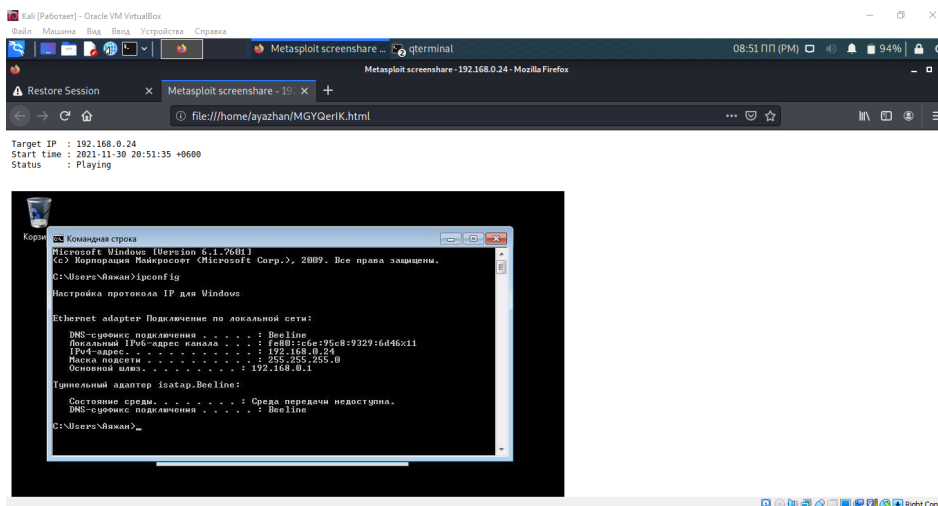 Kali [Работает] - Oracle VM VirtualBox
Файл Машина Вид Ввод Устройства Справка
Metasploit screenshare ... qterminal 08:51 ПП (PM) 94%
Metasploit screenshare - 192.168.0.24 - Mozilla Firefox
Restore Session Metasploit screenshare - 192
file:///home/ayazhan/MGYQerIK.html
Target IP : 192.168.0.24
Start time : 2021-11-30 20:51:35 +0600
Status : Playing
Корзи
Командная строка
Microsoft Windows [Version 6.1.7601]
(c) Корпорация Майкрософт (Microsoft Corp.), 2009. Все права защищены.
C:\Users\Аяжан>ipconfig
Настройка протокола IP для Windows
Ethernet adapter Подключение по локальной сети:
DNS-суффикс подключения . . . . . : Beeline
Локальный IPv6-адрес канала . . . : fe80::c6e:95c8:9329:6d46%11
IPv4-адрес. . . . . . . . . . . . : 192.168.0.24
Маска подсети . . . . . . . . . . : 255.255.255.0
Основной шлюз. . . . . . . . . : 192.168.0.1
Туннельный адаптер isatap.Beeline:
Состояние среды. . . . . . . . : Среда передачи недоступна.
DNS-суффикс подключения . . . . . : Beeline
C:\Users\Аяжан>_
Right Con